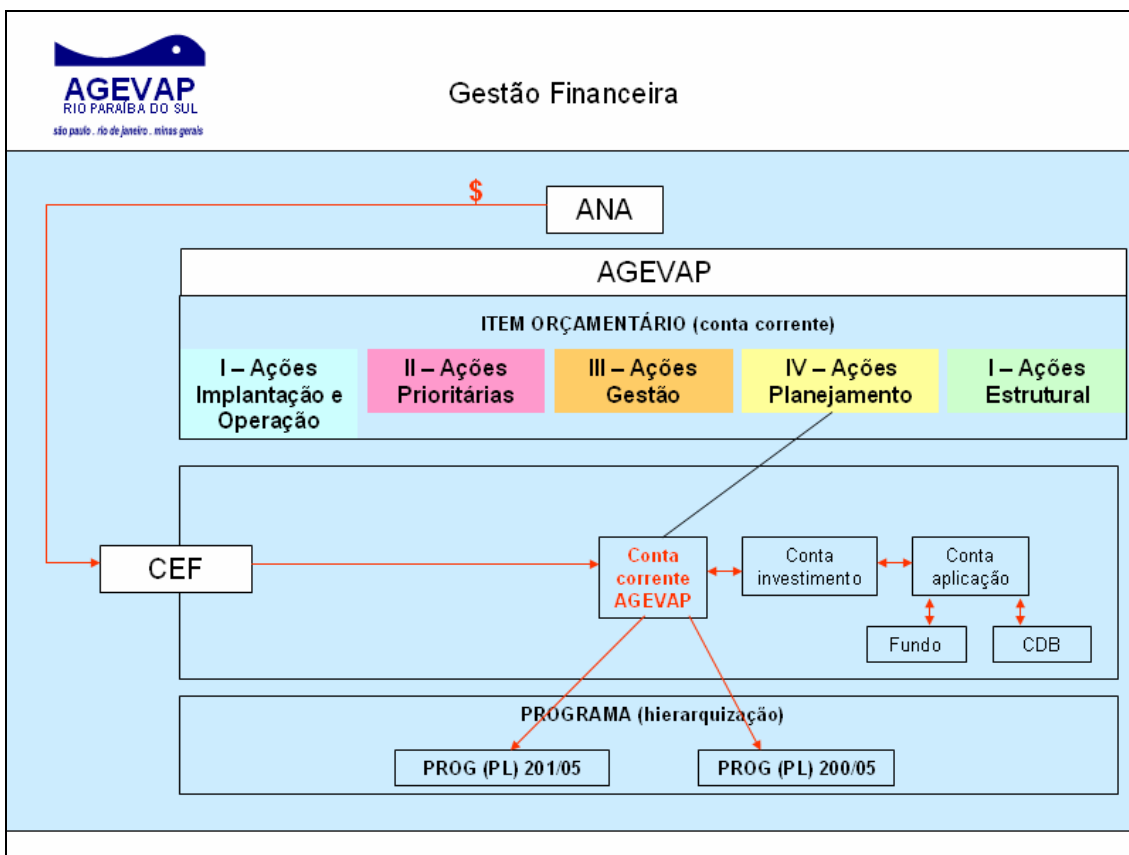 AGEVAP
RIO PARAÍBA DO SUL
são paulo . rio de janeiro . minas gerais
Gestão Financeira
$
ANA
AGEVAP
ITEM ORÇAMENTÁRIO (conta corrente)
I – Ações
Implantação e
Operação
II – Ações
Prioritárias
III – Ações
Gestão
IV – Ações
Planejamento
I – Ações
Estrutural
CEF
Conta
corrente
AGEVAP
Conta
investimento
Conta
aplicação
Fundo
CDB
PROGRAMA (hierarquização)
PROG (PL) 201/05
PROG (PL) 200/05